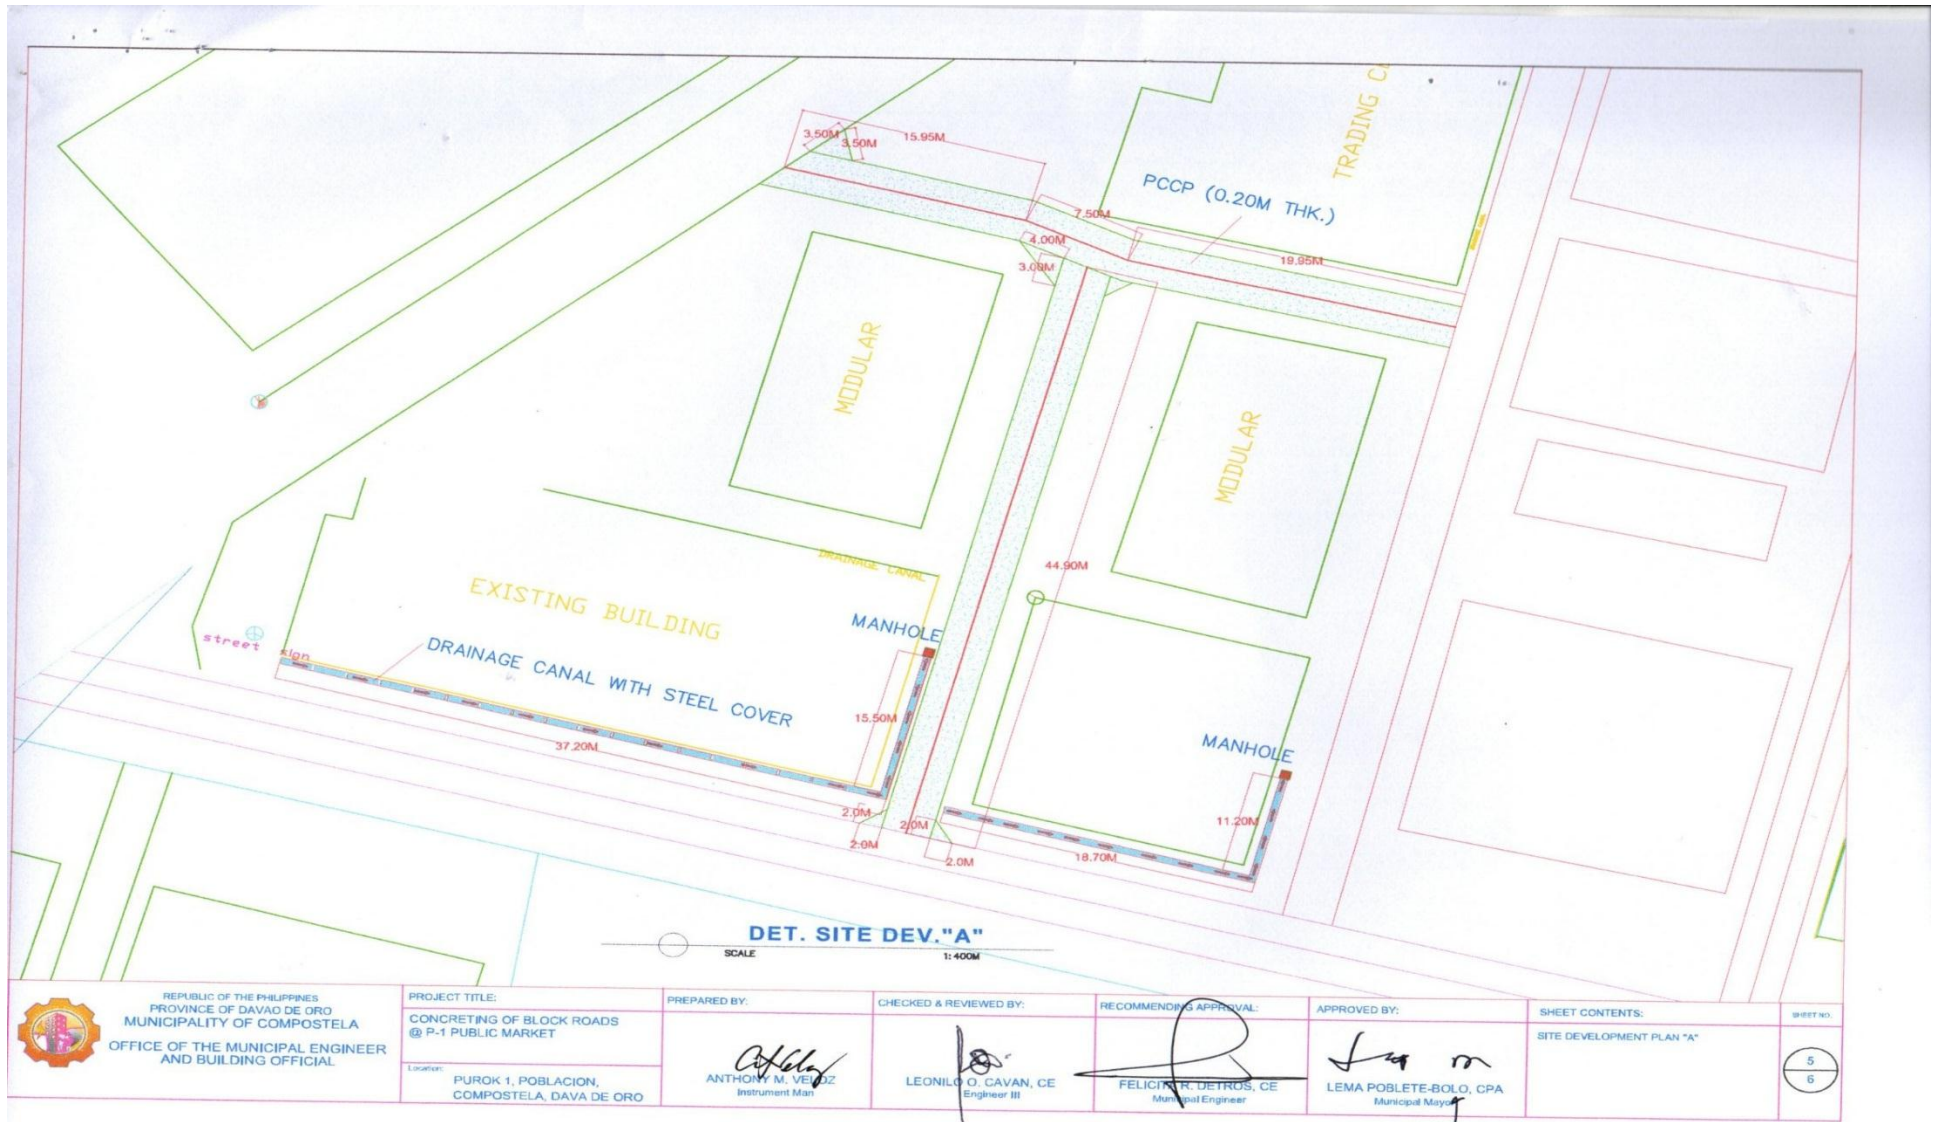 TRADING C
3.50M
3.50M
15.95M
PCCP (0.20M THK.)
7.50M
4.00M
3.00M
19.95M
MODULAR
MODULAR
44.90M
DRAINAGE CANAL
EXISTING BUILDING
MANHOLE
street sign
DRAINAGE CANAL WITH STEEL COVER
15.50M
37.20M
MANHOLE
2.0M
2.0M
2.0M
2.0M
11.20M
18.70M
DET. SITE DEV."A"
SCALE 1:400M
REPUBLIC OF THE PHILIPPINES
PROVINCE OF DAVAO DE ORO
MUNICIPALITY OF COMPOSTELA
OFFICE OF THE MUNICIPAL ENGINEER
AND BUILDING OFFICIAL
PROJECT TITLE:
CONCRETING OF BLOCK ROADS
@ P-1 PUBLIC MARKET
Location:
PUROK 1, POBLACION,
COMPOSTELA, DAVA DE ORO
PREPARED BY:
ANTHONY M. VELOZ
Instrument Man
CHECKED & REVIEWED BY:
LEONILO O. CAVAN, CE
Engineer III
RECOMMENDING APPROVAL:
R. DETROS, CE
Municipal Engineer
APPROVED BY:
LEMA POBLETE-BOLO, CPA
Municipal Mayor
SHEET CONTENTS:
SITE DEVELOPMENT PLAN "A"
SHEET NO.
5
6